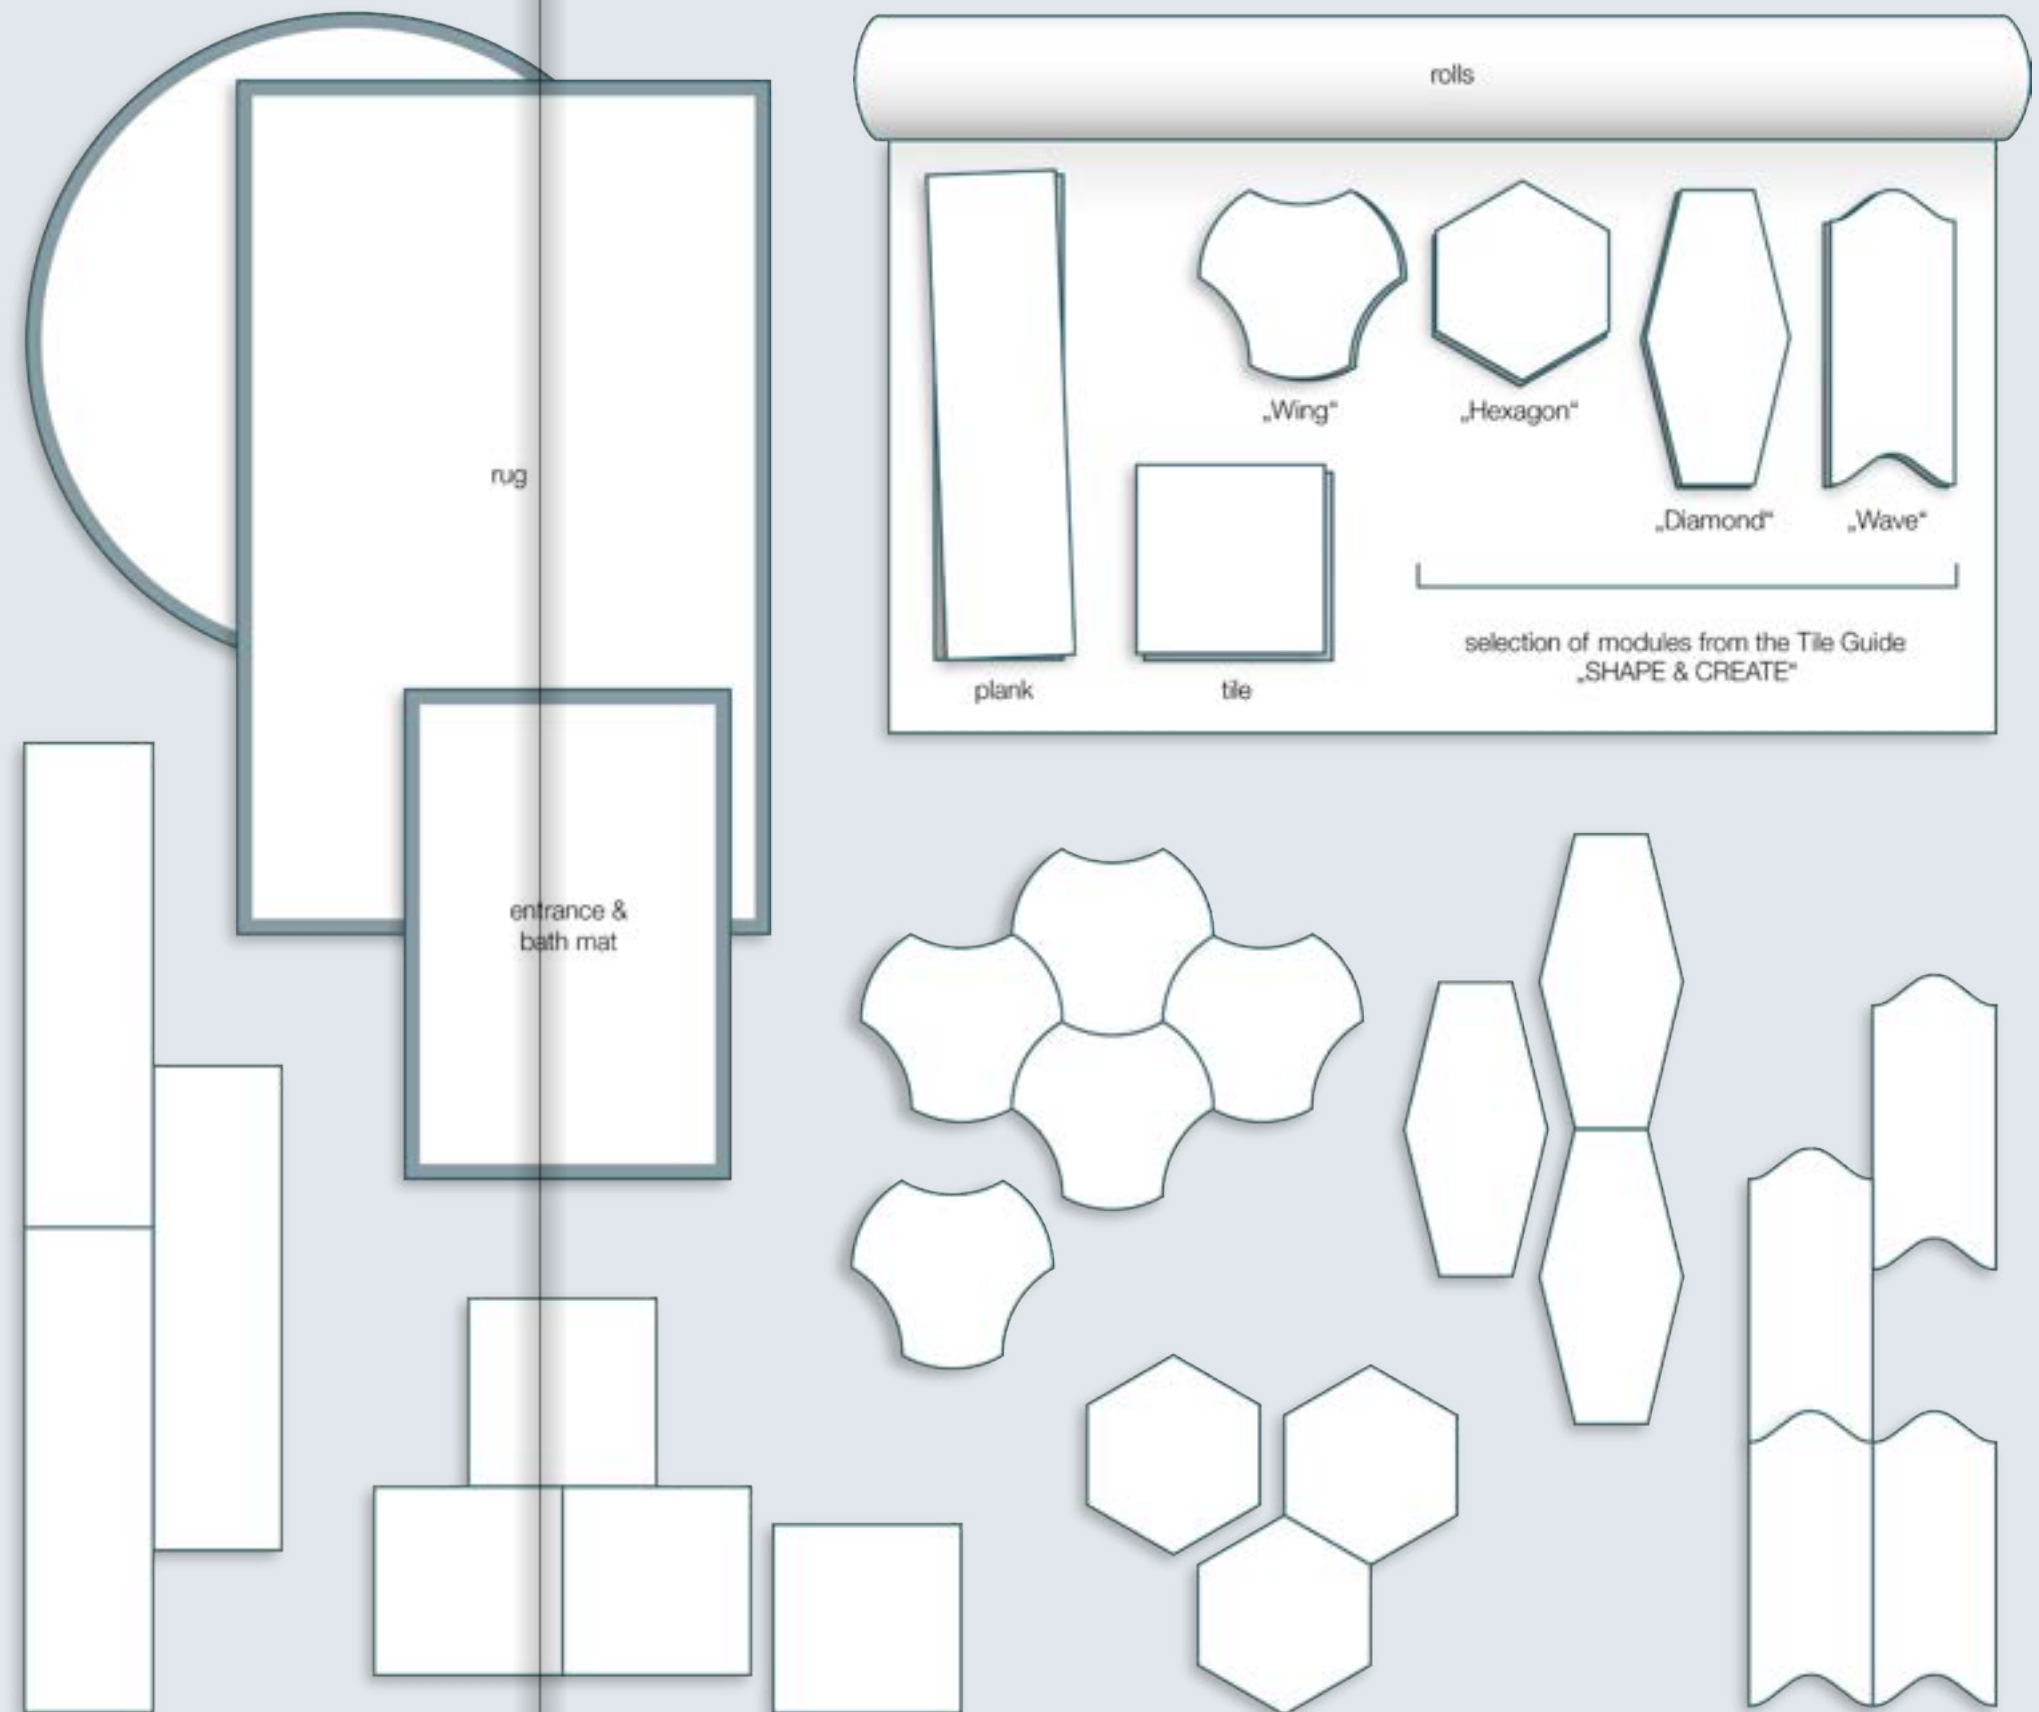 rolls
rug
„Wing“
„Hexagon“
„Diamond“
„Wave“
plank
tile
selection of modules from the Tile Guide
„SHAPE & CREATE“
entrance &
bath mat